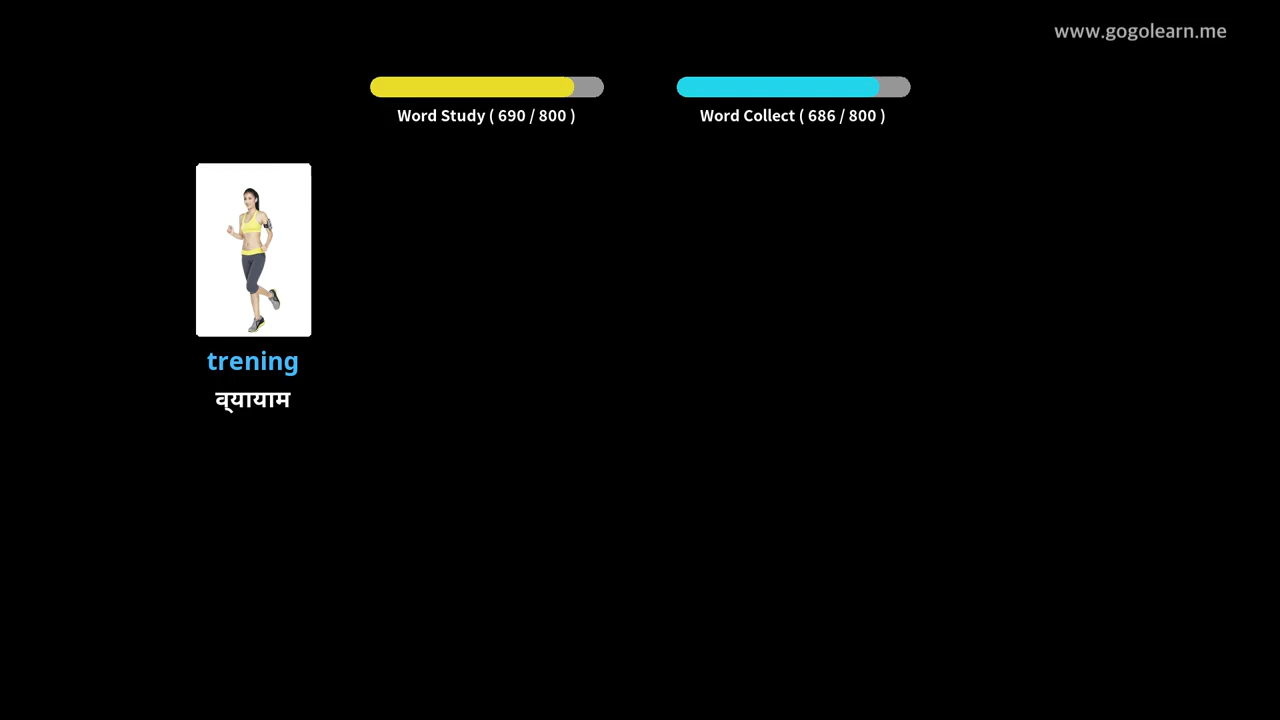 www.gogolearn.me
Word Study ( 690 / 800 )
Word Collect ( 686 / 800 )
trening
व्यायाम